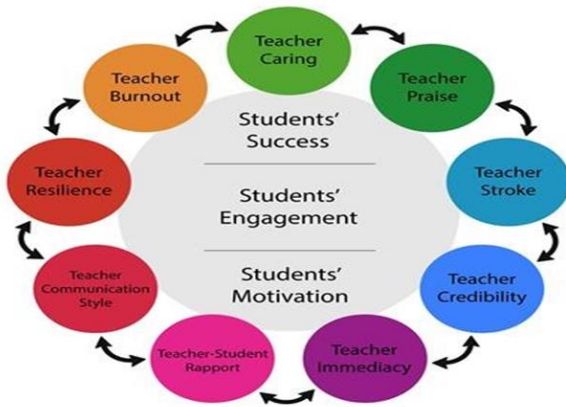 Teacher
Caring
Teacher
Praise
Teacher
Stroke
Teacher
Credibility
Teacher
Immediacy
Teacher-Student
Rapport
Teacher
Communication
Style
Teacher
Resilience
Teacher
Burnout
Students’
Success
Students’
Engagement
Students’
Motivation